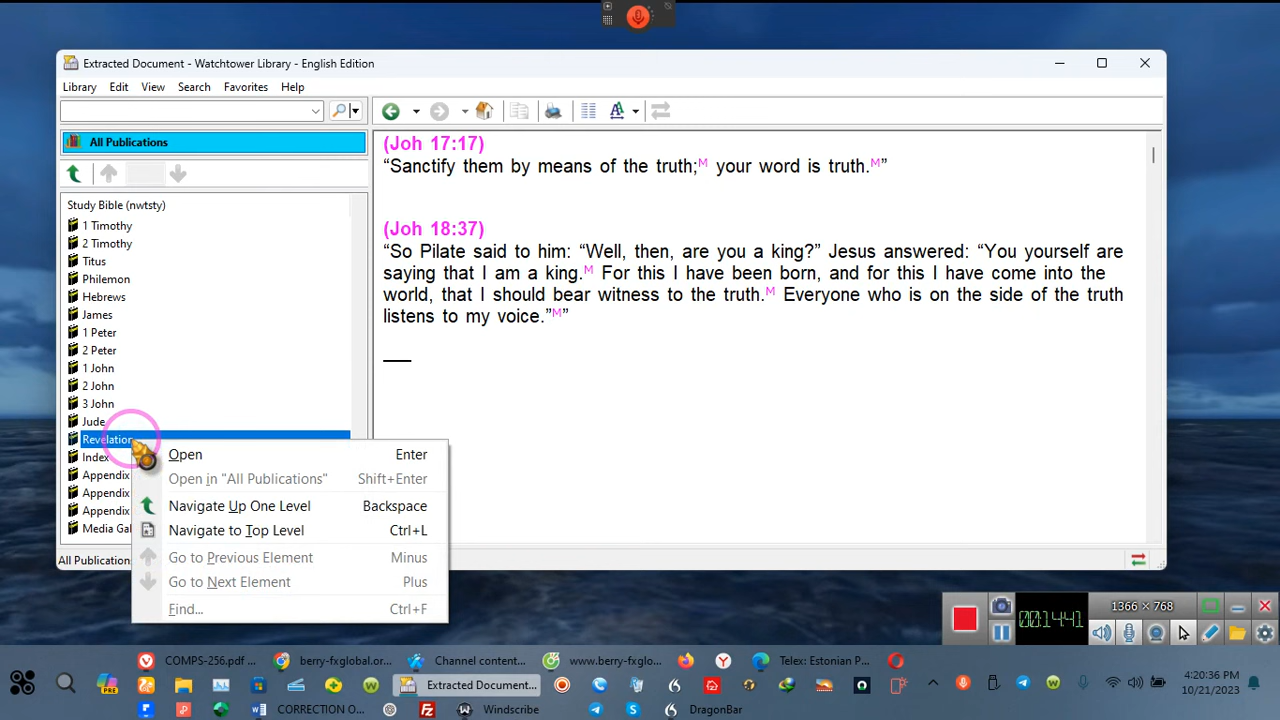 Extracted Document - Watchtower Library - English Edition
Library Edit View Search Favorites Help
All Publications
Study Bible (nwtsty)
1 Timothy
2 Timothy
Titus
Philemon
Hebrews
James
1 Peter
2 Peter
1 John
2 John
3 John
Jude
Revelation
Index
Appendix
Appendix
Appendix
Media Gal
All Publications
(Joh 17:17)
“Sanctify them by means of the truth;M your word is truth.M”
(Joh 18:37)
“So Pilate said to him: “Well, then, are you a king?” Jesus answered: “You yourself are
saying that I am a king.M For this I have been born, and for this I have come into the
world, that I should bear witness to the truth.M Everyone who is on the side of the truth
listens to my voice.”M”
Open Enter
Open in "All Publications" Shift+Enter
Navigate Up One Level Backspace
Navigate to Top Level Ctrl+L
Go to Previous Element Minus
Go to Next Element Plus
Find... Ctrl+F
1366 × 768
00:14:41
COMPS-256.pdf ... berry-fxglobal.or... Channel content... www.berry-fxglo... Telex: Estonian P...
PRE Extracted Document...
CORRECTION O... Windscribe DragonBar
4:20:36 PM
10/21/2023